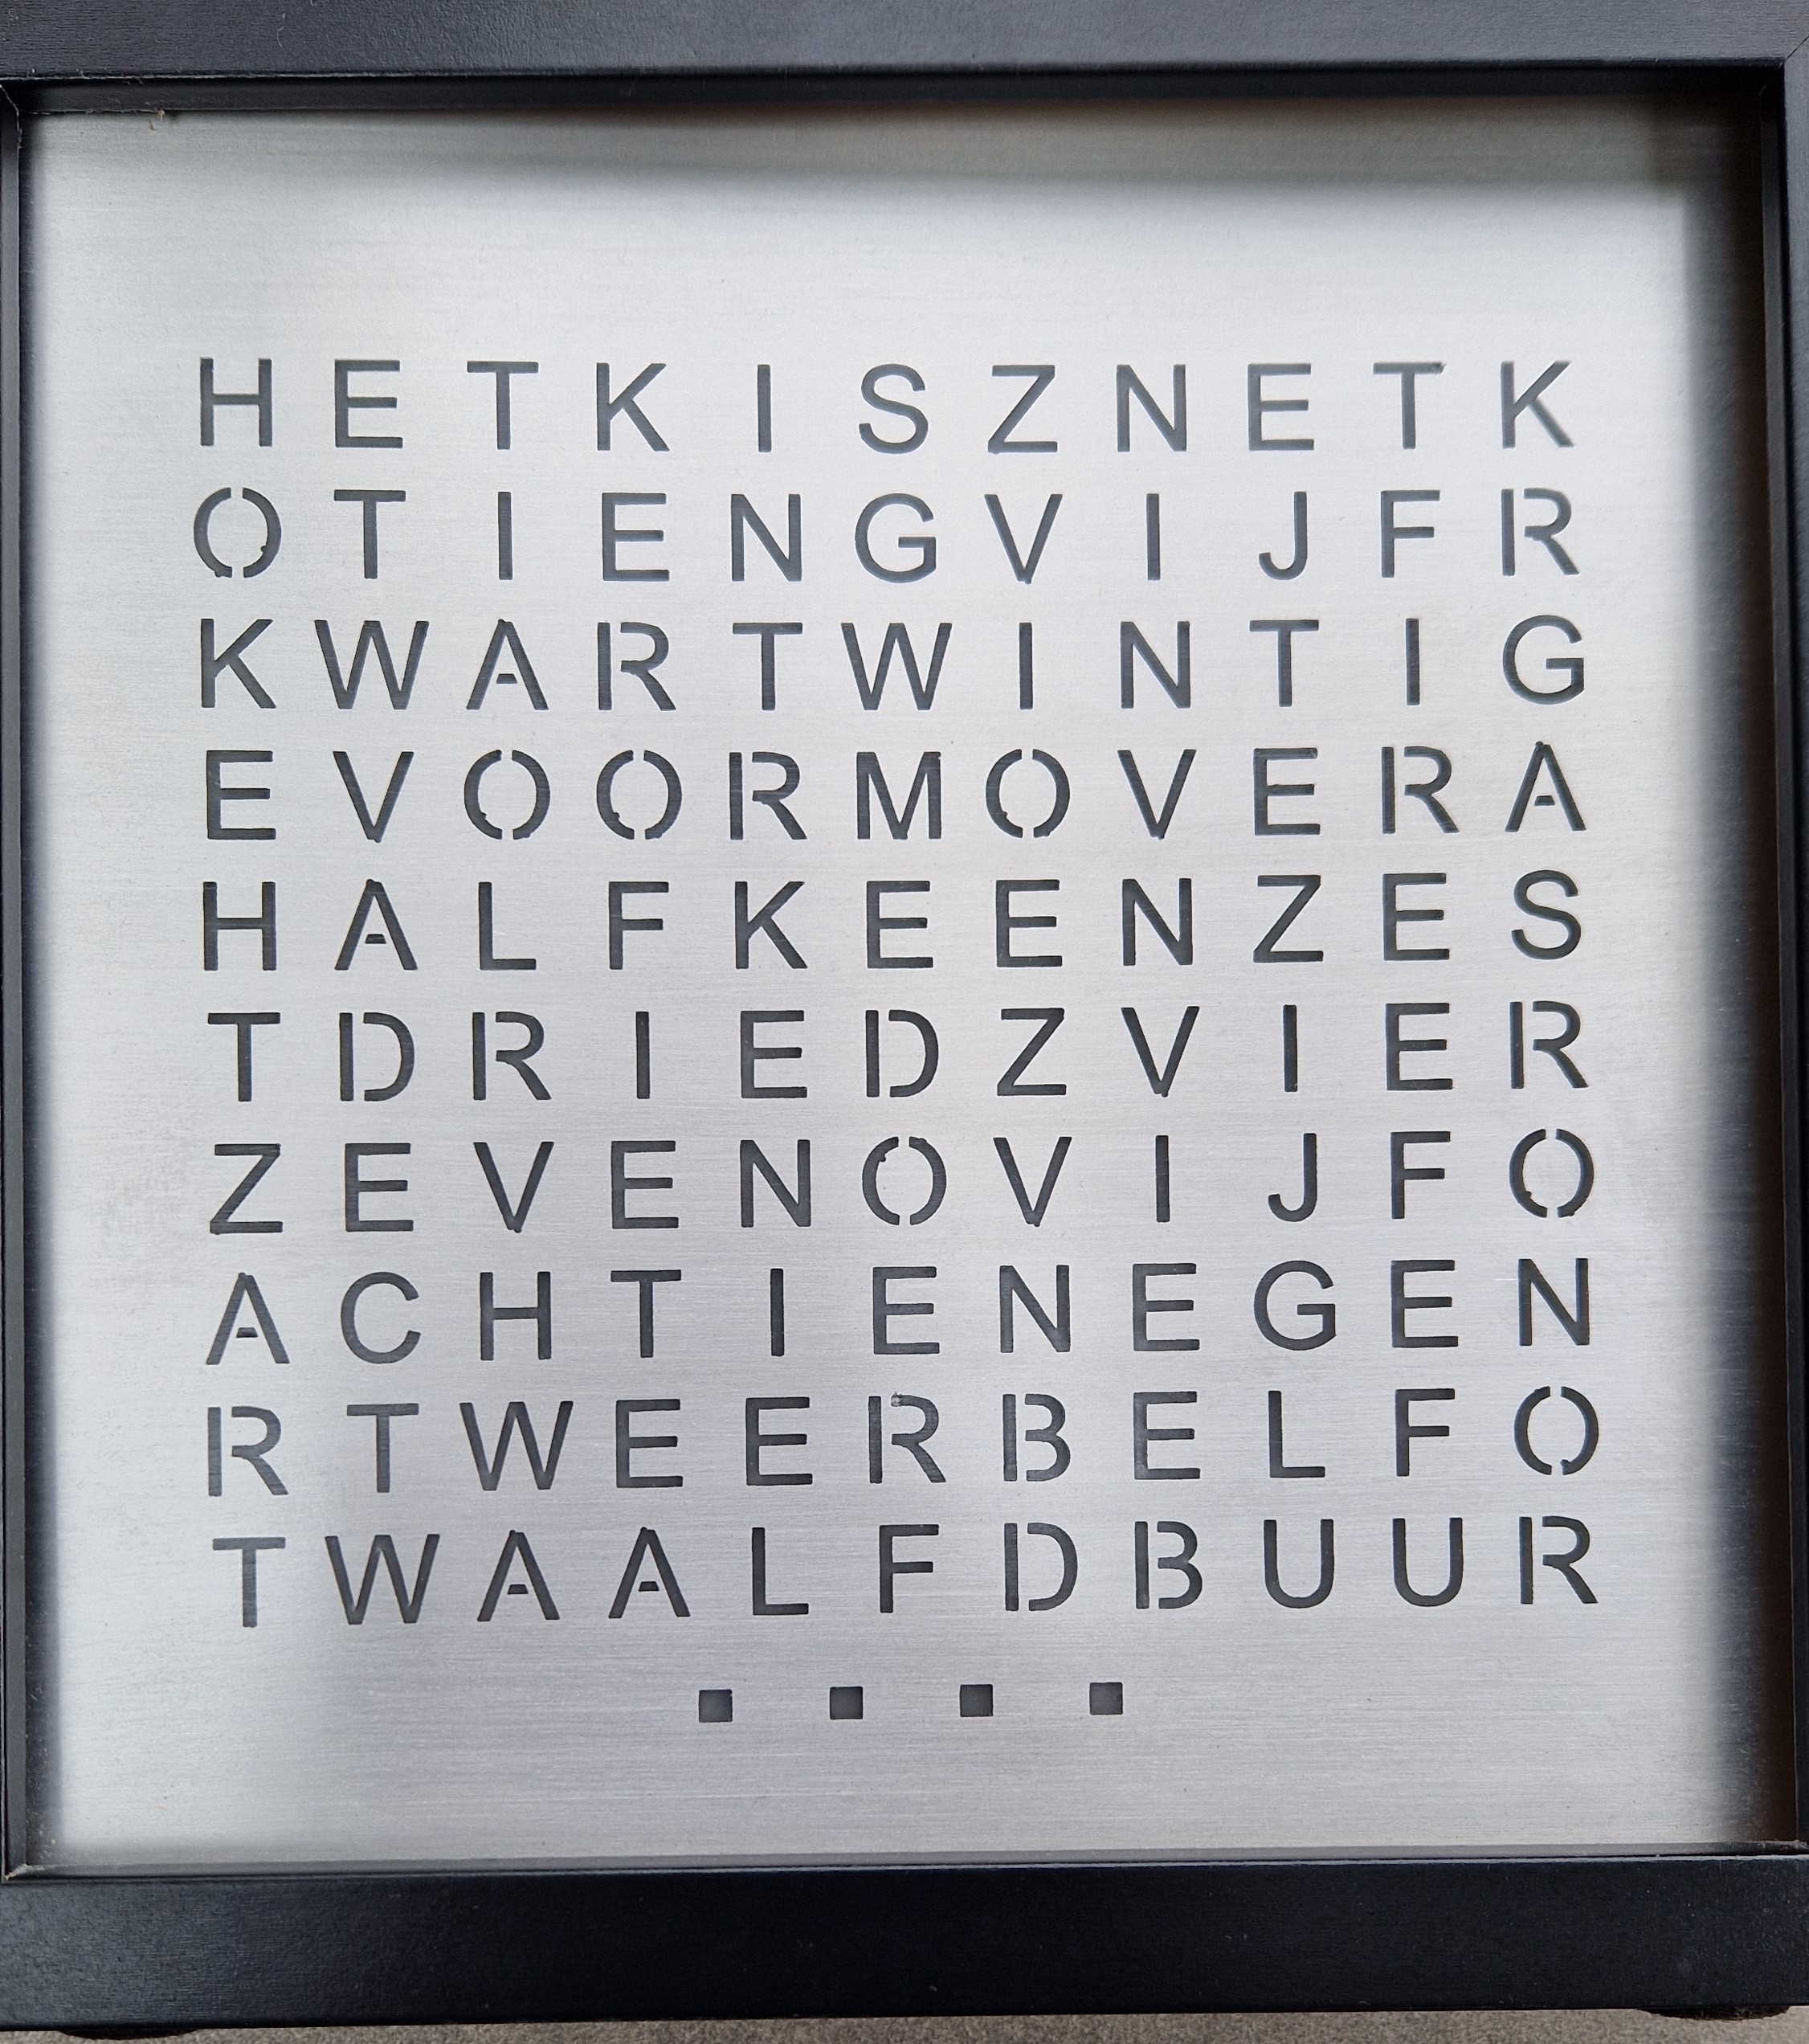 HETKISZNETK
OTIENGVIJFR
KWARTWINTIG
EVOORMOVERA
HALFKEENZES
TDRIEDZVIER
ZEVENOVIJFO
ACHTIENEGEN
RTWEERBELFO
TWAALFDBUUR